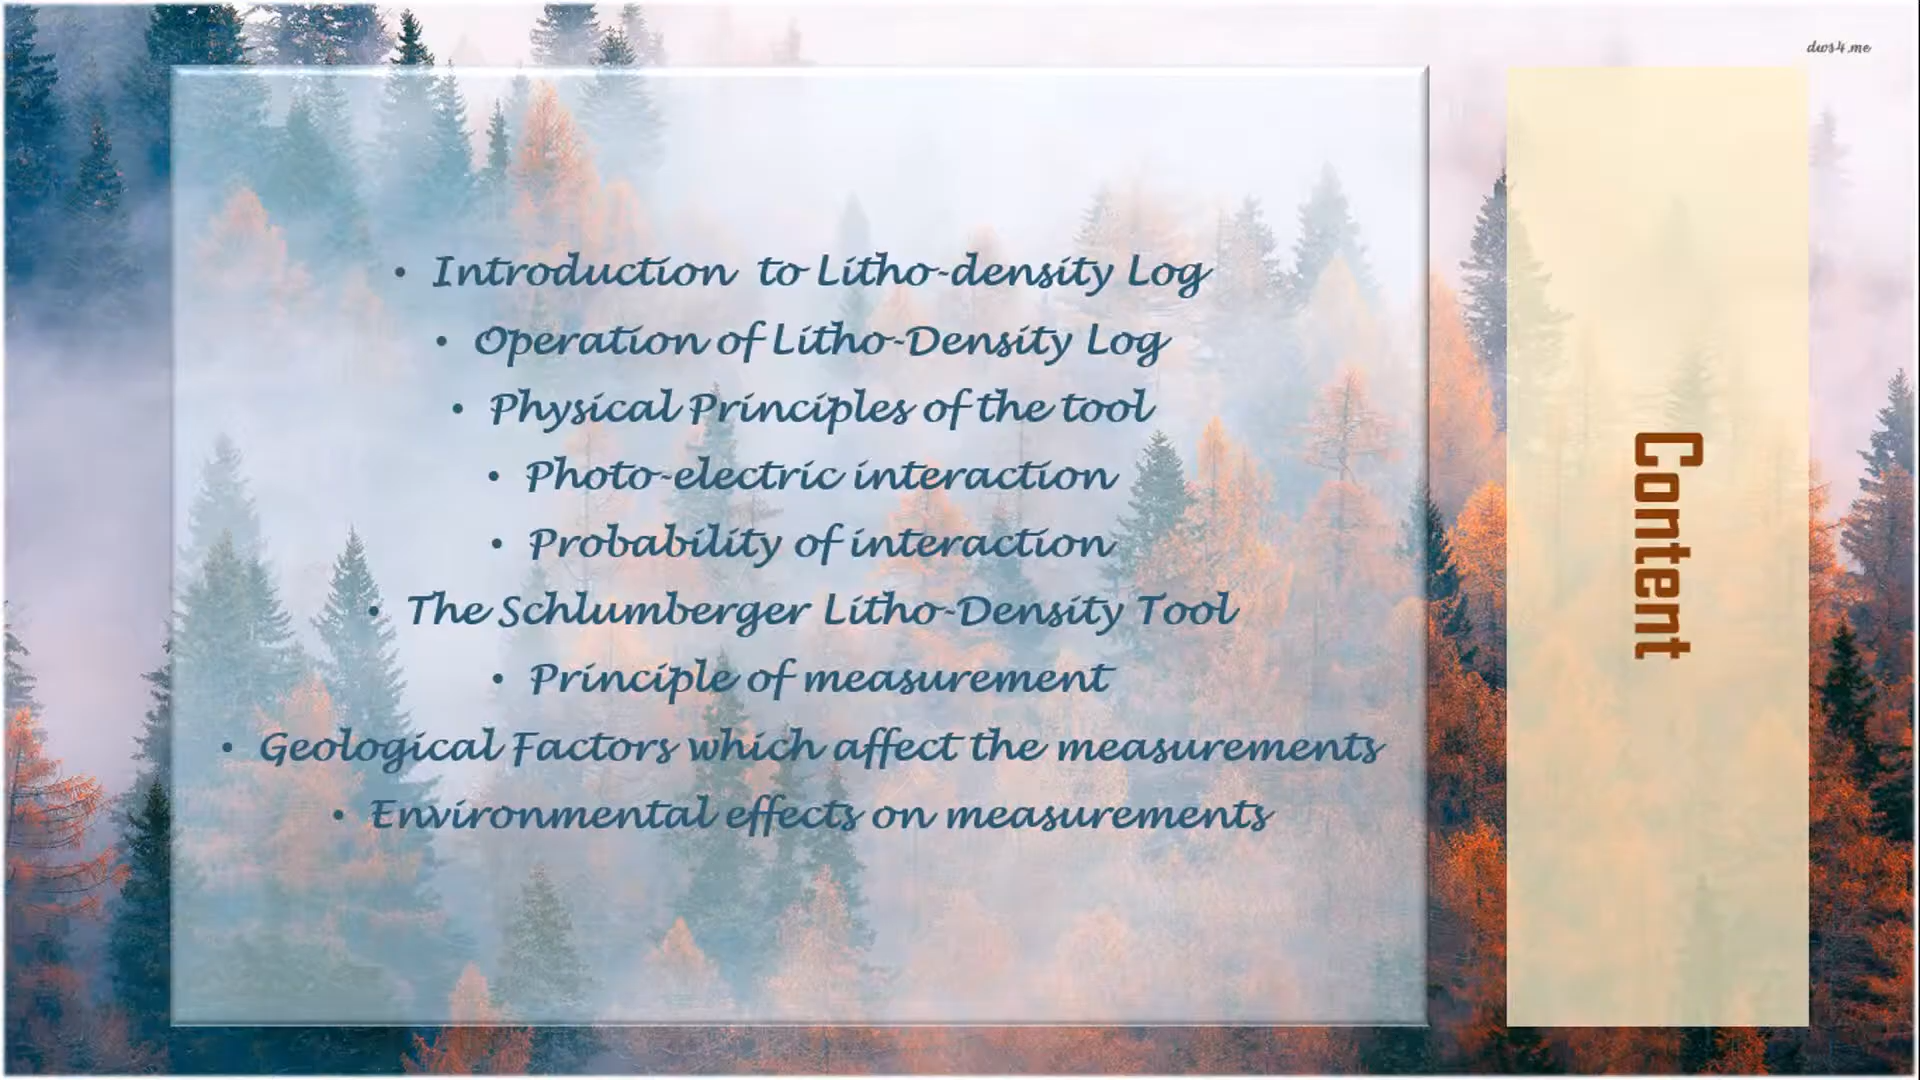 dws4.me
• Introduction to Litho-density Log
• Operation of Litho-Density Log
• Physical Principles of the tool
• Photo-electric interaction
• Probability of interaction
• The Schlumberger Litho-Density Tool
• Principle of measurement
• Geological Factors which affect the measurements
• Environmental effects on measurements
Content